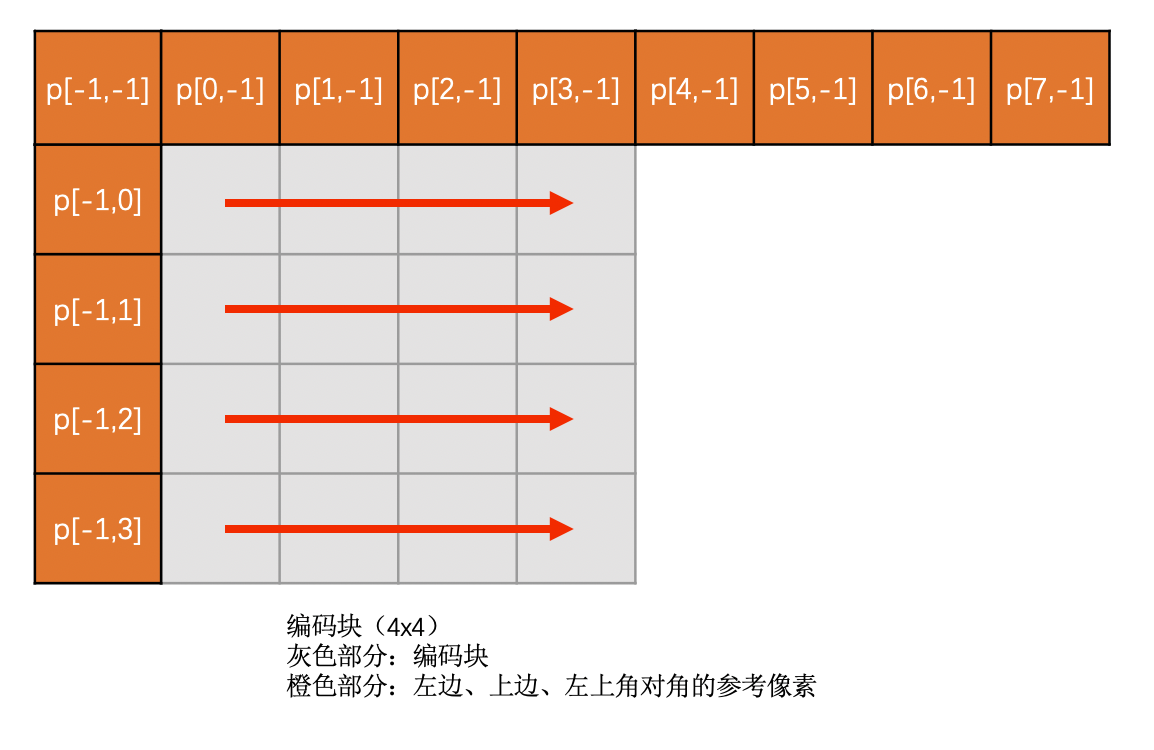 p[-1,-1] p[0,-1] p[1,-1] p[2,-1] p[3,-1] p[4,-1] p[5,-1] p[6,-1] p[7,-1]
p[-1,0]
p[-1,1]
p[-1,2]
p[-1,3]
编码块（4x4）
灰色部分：编码块
橙色部分：左边、上边、左上角对角的参考像素